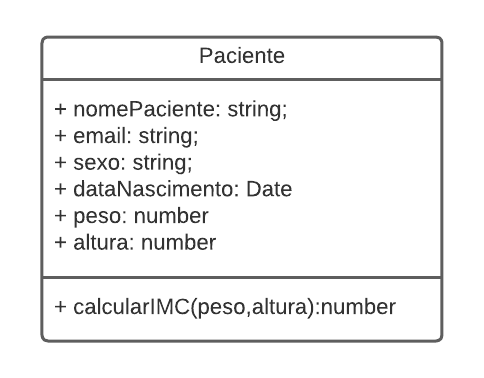 Paciente
+ nomePaciente: string;
+ email: string;
+ sexo: string;
+ dataNascimento: Date
+ peso: number
+ altura: number
+ calcularIMC(peso,altura):number